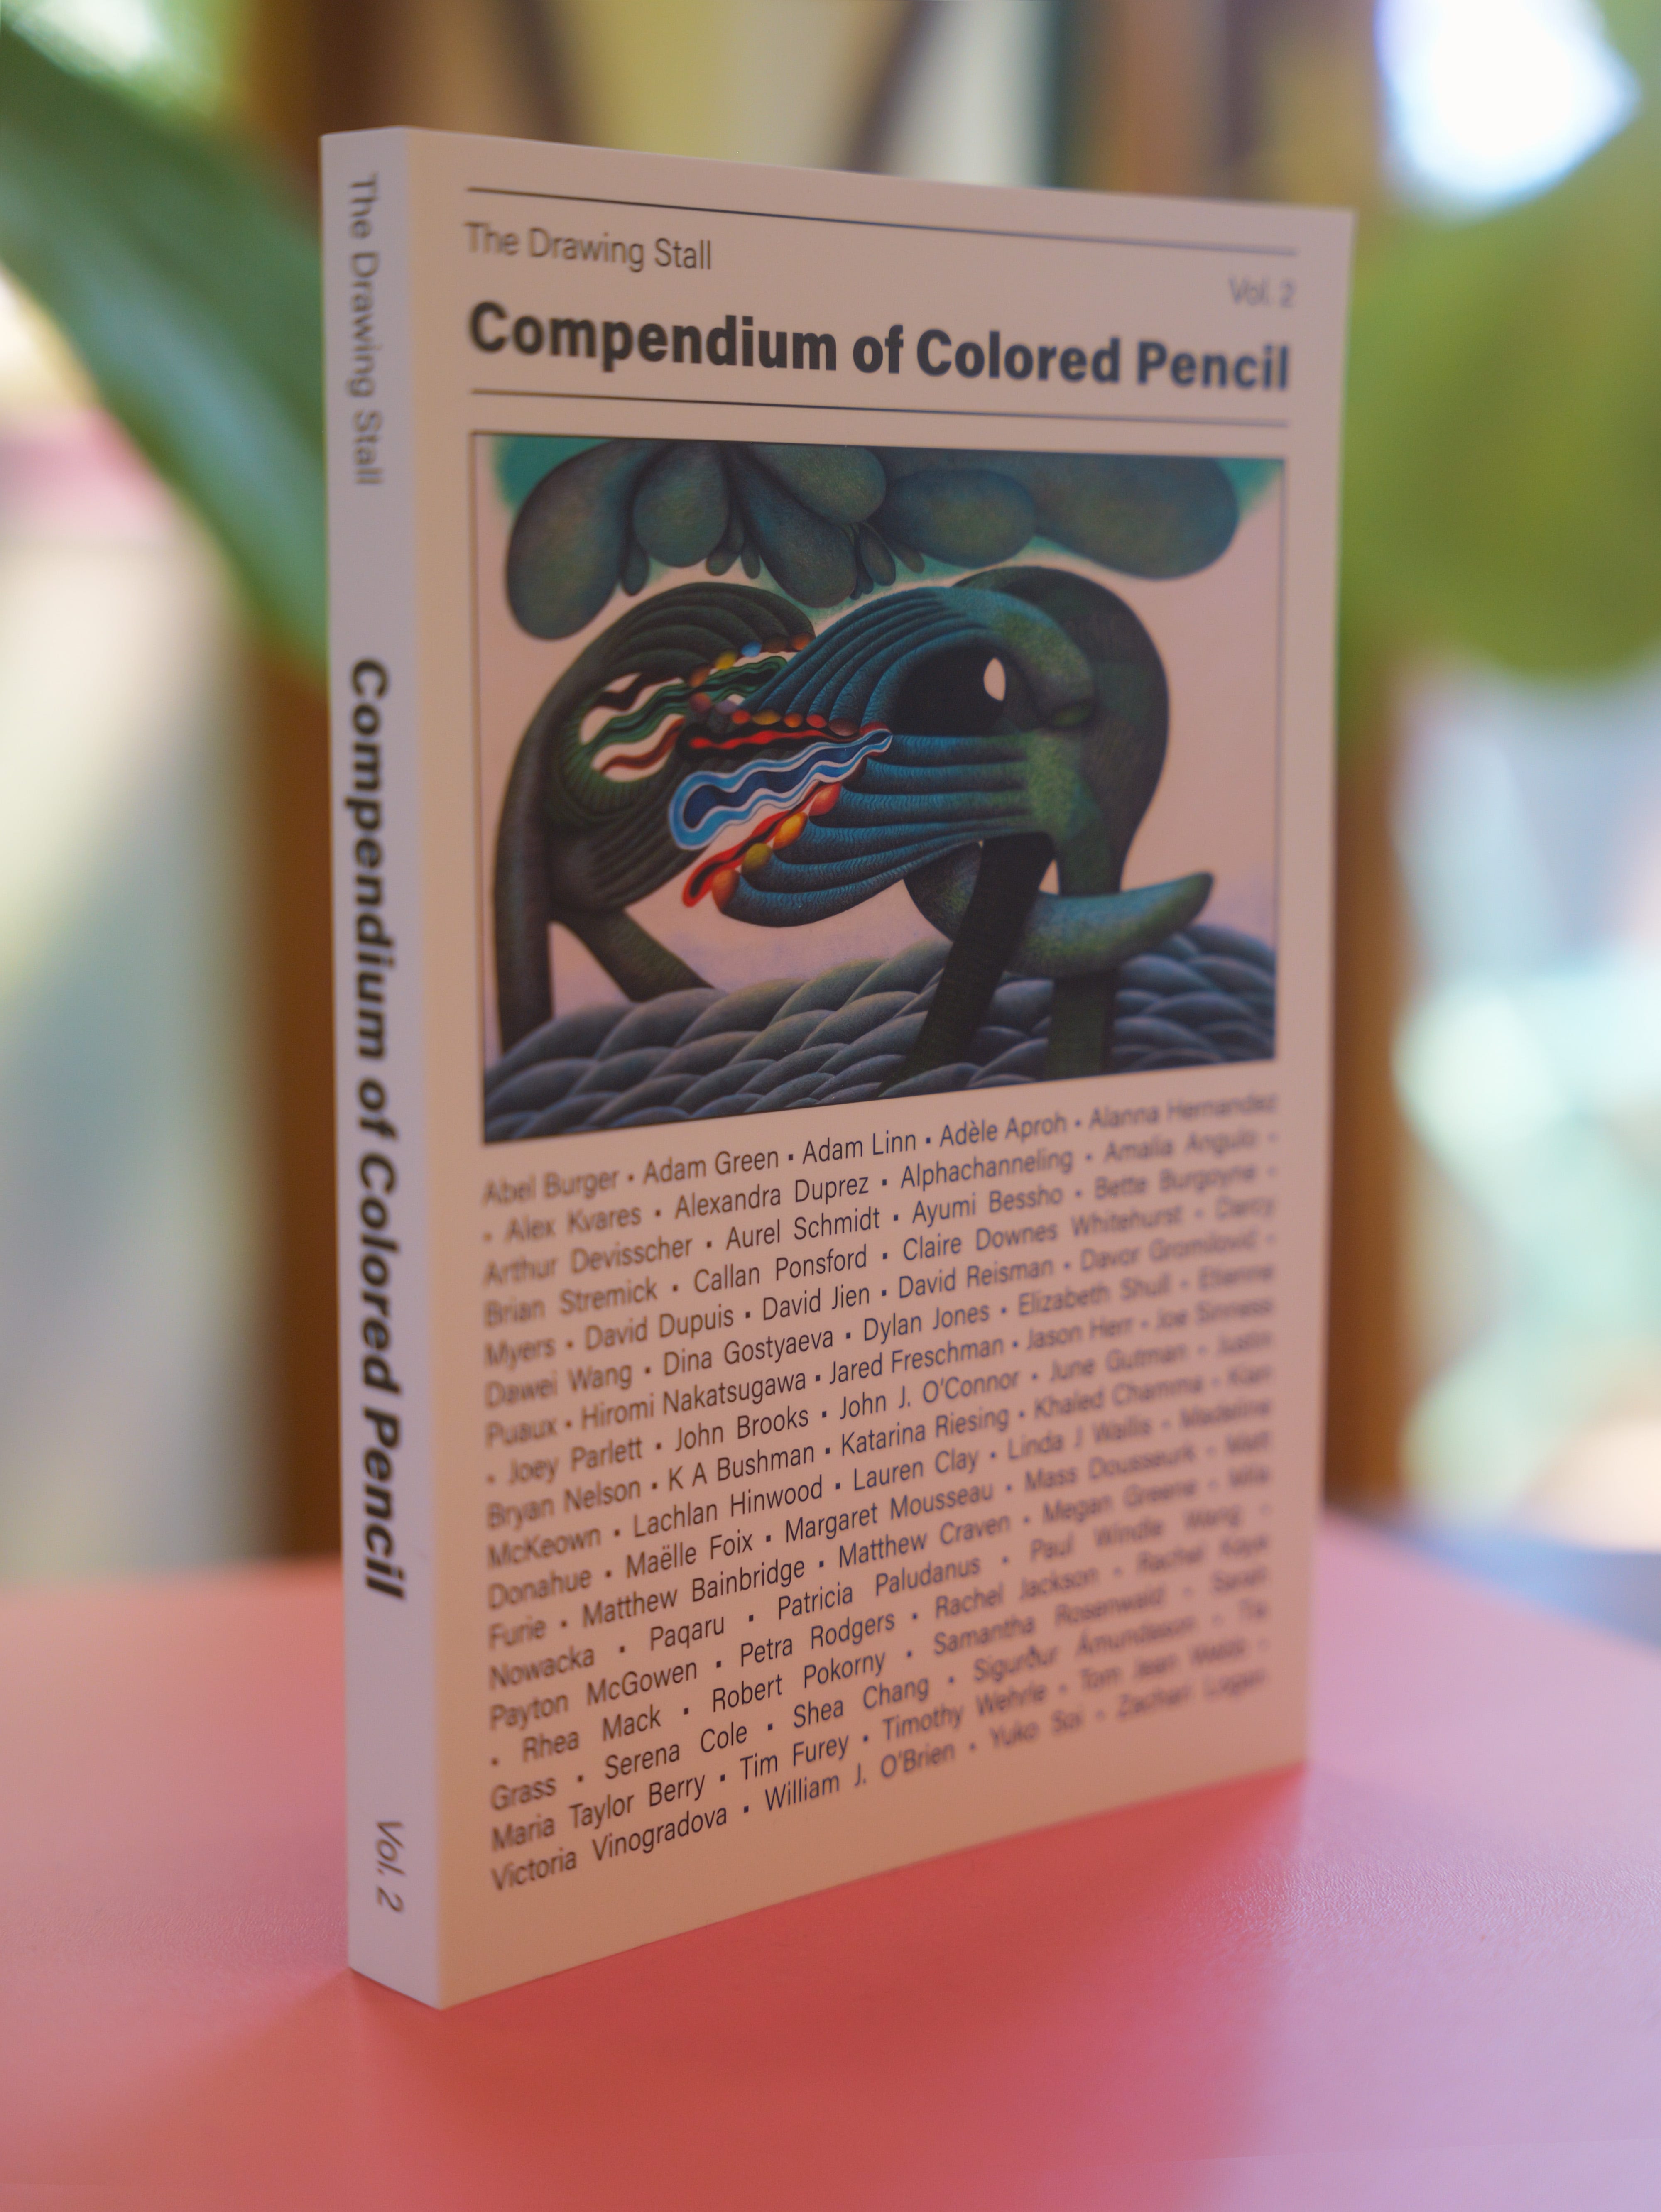 The Drawing Stall
Compendium of Colored Pencil
Vol. 2
The Drawing Stall
Vol. 2
Compendium of Colored Pencil
Abel Burger • Adam Green • Adam Linn • Adèle Aproh • Alanna Hernandez
• Alex Kvares • Alexandra Duprez • Alphachanneling • Amalia Angulo •
Arthur Devisscher • Aurel Schmidt • Ayumi Bessho • Bette Burgoyne •
Brian Stremick • Callan Ponsford • Claire Downes Whitehurst • Darcy
Myers • David Dupuis • David Jien • David Reisman • Davor Gromilović •
Dawei Wang • Dina Gostyaeva • Dylan Jones • Elizabeth Shull • Etienne
Puaux • Hiromi Nakatsugawa • Jared Freschman • Jason Herr • Joe Sinness
• Joey Parlett • John Brooks • John J. O'Connor • June Gutman • Justin
Bryan Nelson • K A Bushman • Katarina Riesing • Khaled Chamma • Kian
McKeown • Lachlan Hinwood • Lauren Clay • Linda J Wallis • Madeline
Donahue • Maëlle Foix • Margaret Mousseau • Mass Dousseurk • Matt
Furie • Matthew Bainbridge • Matthew Craven • Megan Greene • Mila
Nowacka • Paqaru • Patricia Paludanus • Paul Windle Wang •
Payton McGowen • Petra Rodgers • Rachel Jackson • Rachel Kaye
• Rhea Mack • Robert Pokorny • Samantha Rosenwald • Sarah
Grass • Serena Cole • Shea Chang • Sigurður Ámundason • Tia
Maria Taylor Berry • Tim Furey • Timothy Wehrle • Tom Jean Webb •
Victoria Vinogradova • William J. O'Brien • Yuko Soi • Zachari Logan